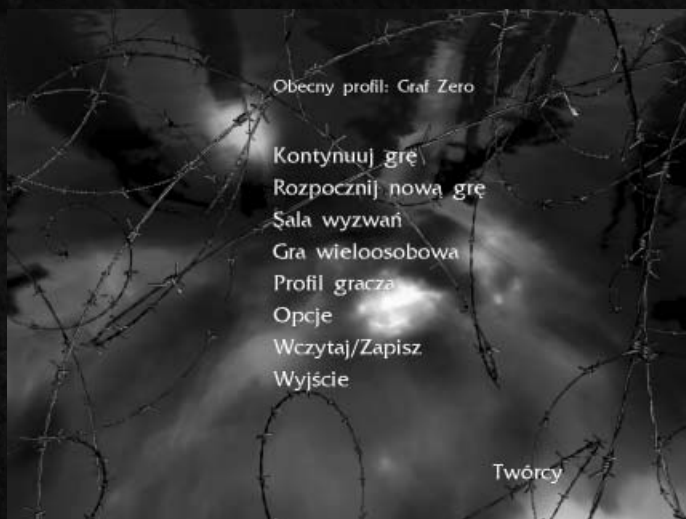 Obecny profil: Graf Zero
Kontynuuj grę
Rozpocznij nową grę
Sala wyzwań
Gra wieloosobowa
Profil gracza
Opcje
Wczytaj/Zapisz
Wyjście
Twórcy